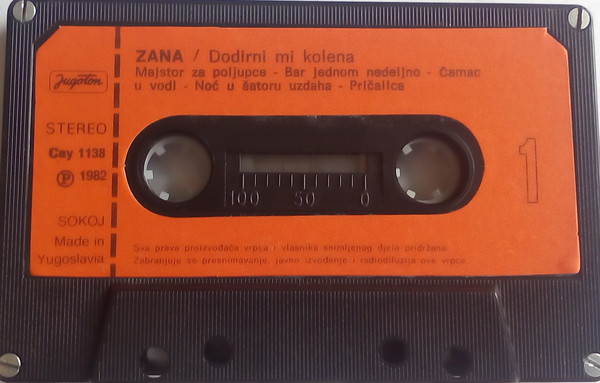 ZANA / Dodirni mi kolena
Majstor za poljupce - Bar jednom nedeljno - Čamac
u vodi - Noć u šatoru uzdaha - Pričalica
Jugoton
STEREO
Cay 1138
Ⓟ 1982
SOKOJ
Made in
Yugoslavia
100 50 0
1
Sva prava proizvođača vrpce i vlasnika snimljenog djela pridržana.
Zabranjuje se presnimavanje, javno izvođenje i radiodifuzija ove vrpce.